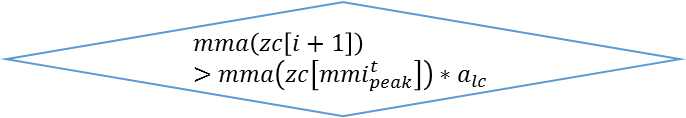 mma(zc[i + 1])
> mma(zc[mmi^t_peak]) * a_lc